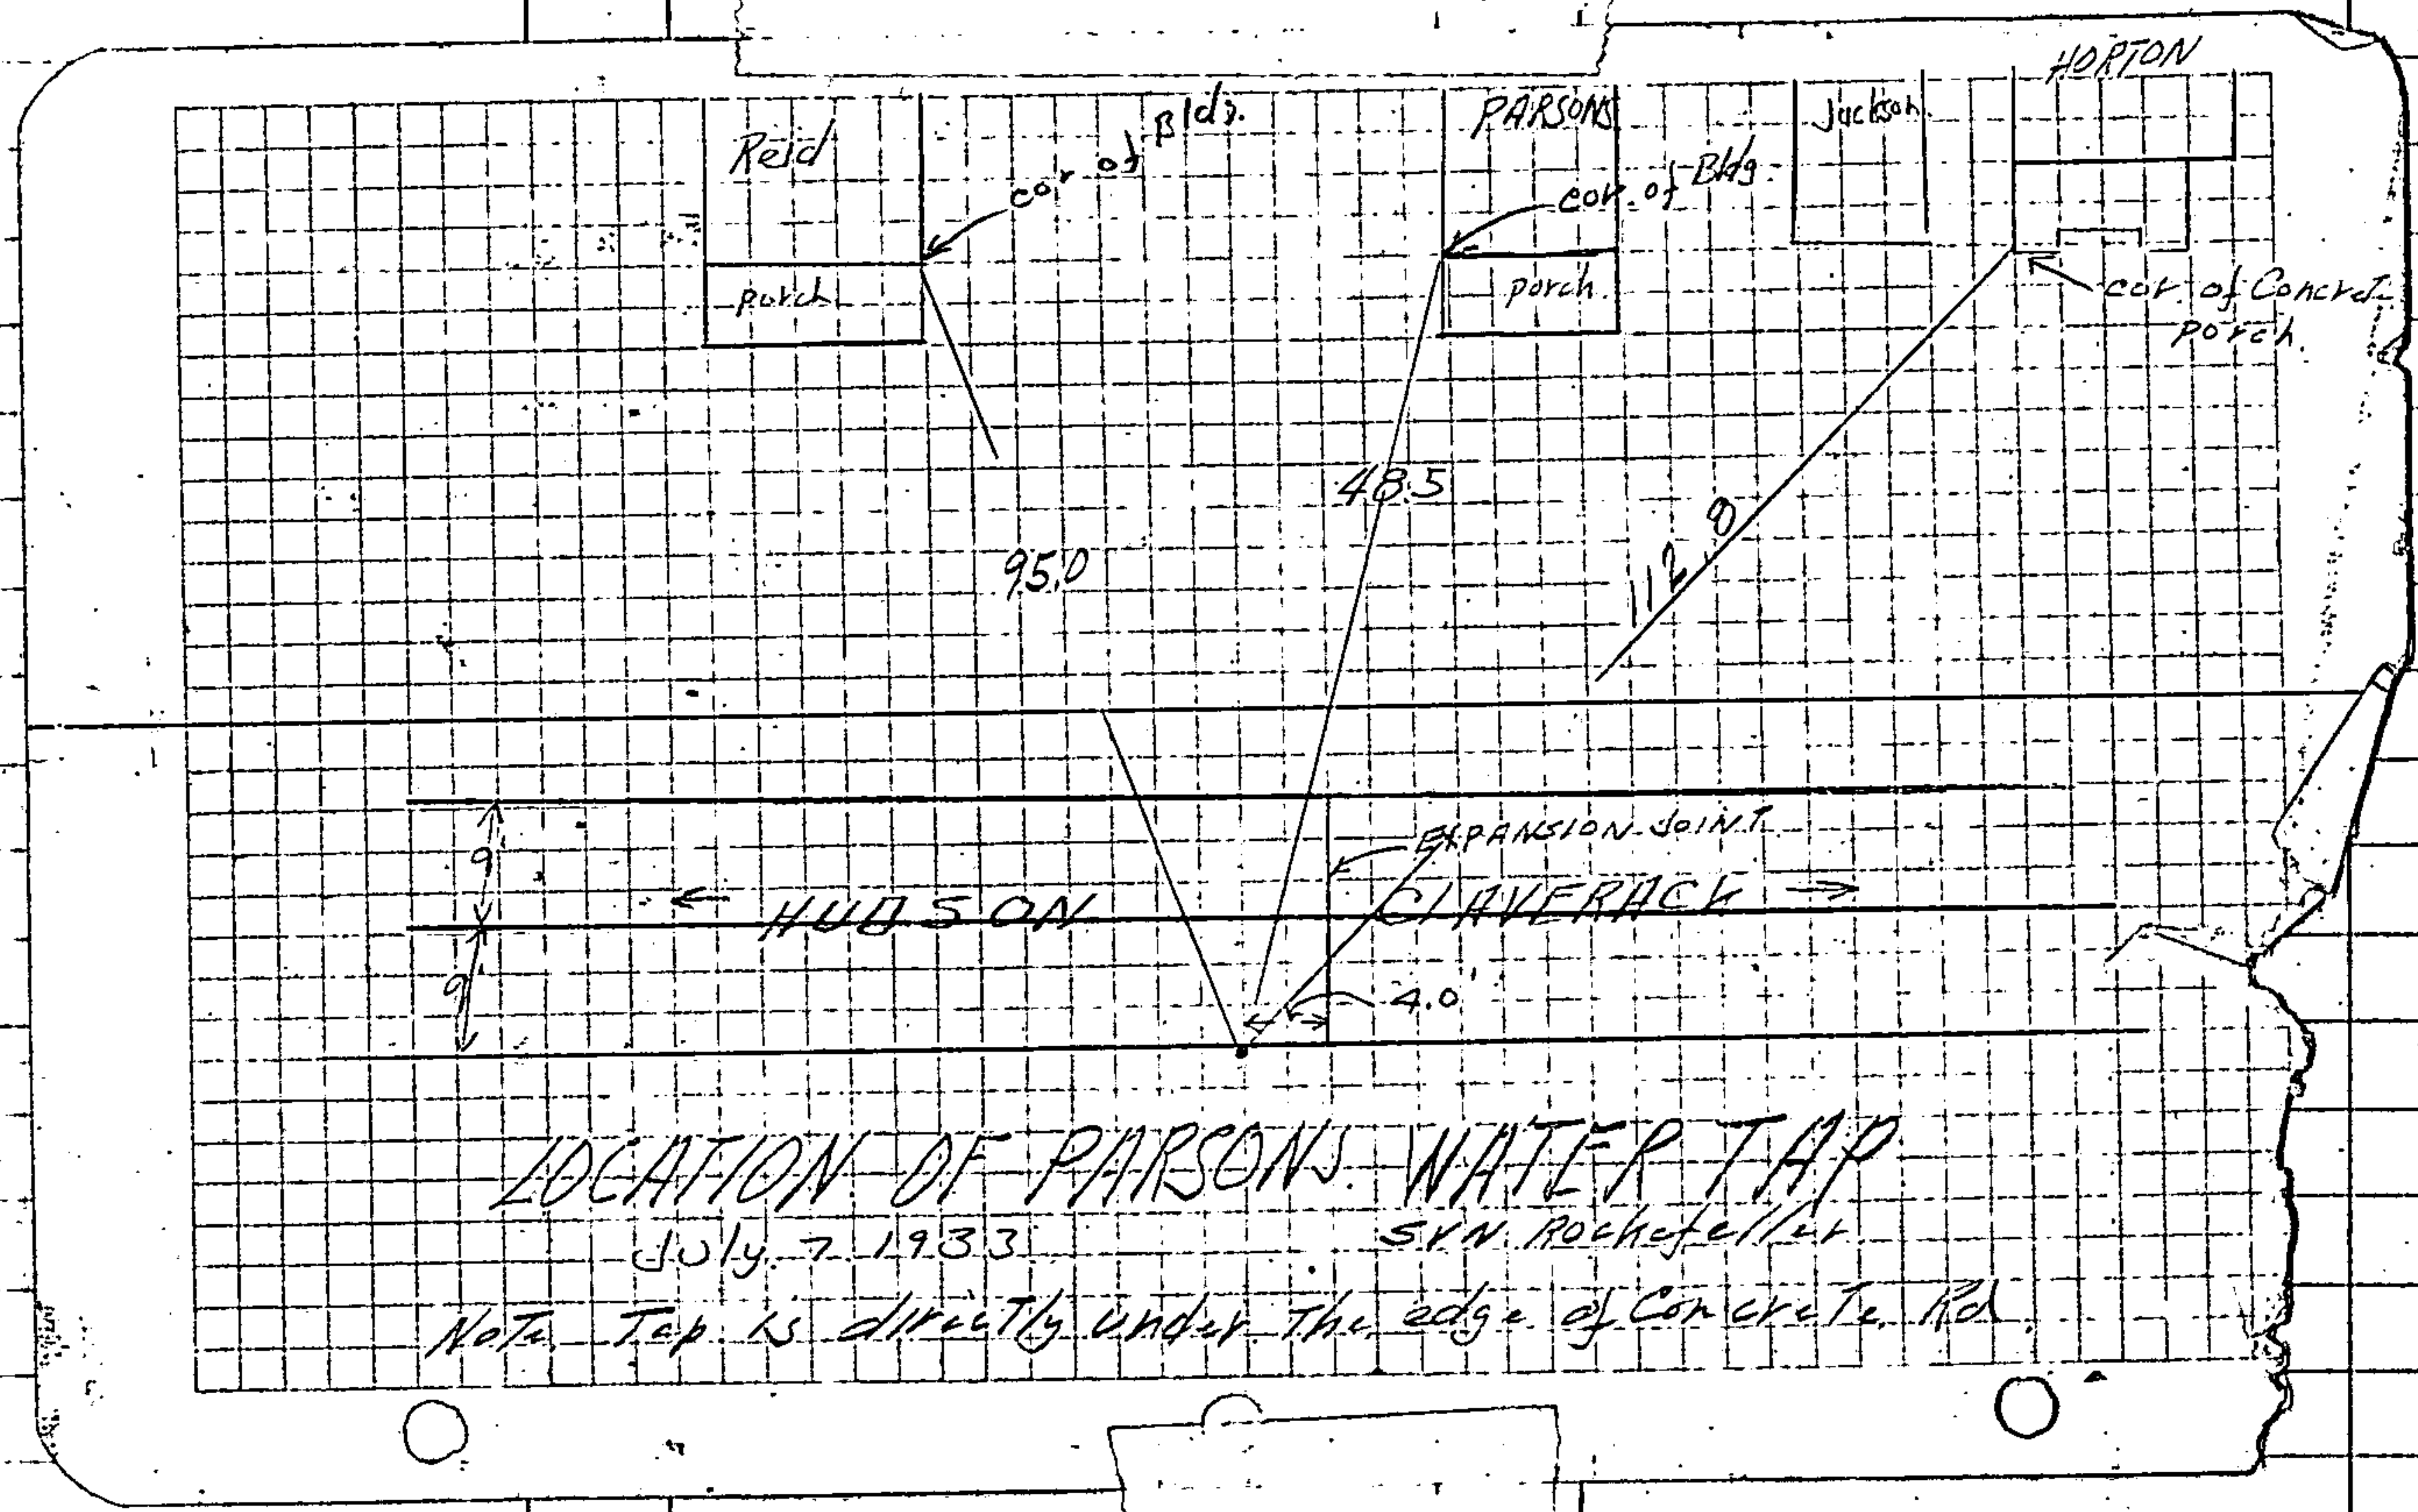 HORTON
Reid
cor of Bldg.
PARSONS
cor. of Bldg.
Jackson
porch
porch.
cor. of Concrete
porch.
48.5
95.0
112.8
EXPANSION JOINT
9
← HUDSON
CLAVERACK →
9
4.0
LOCATION OF PARSONS WATER TAP
July 7 1933
Rockefeller
Note Tap is directly under the edge of Concrete Rd.